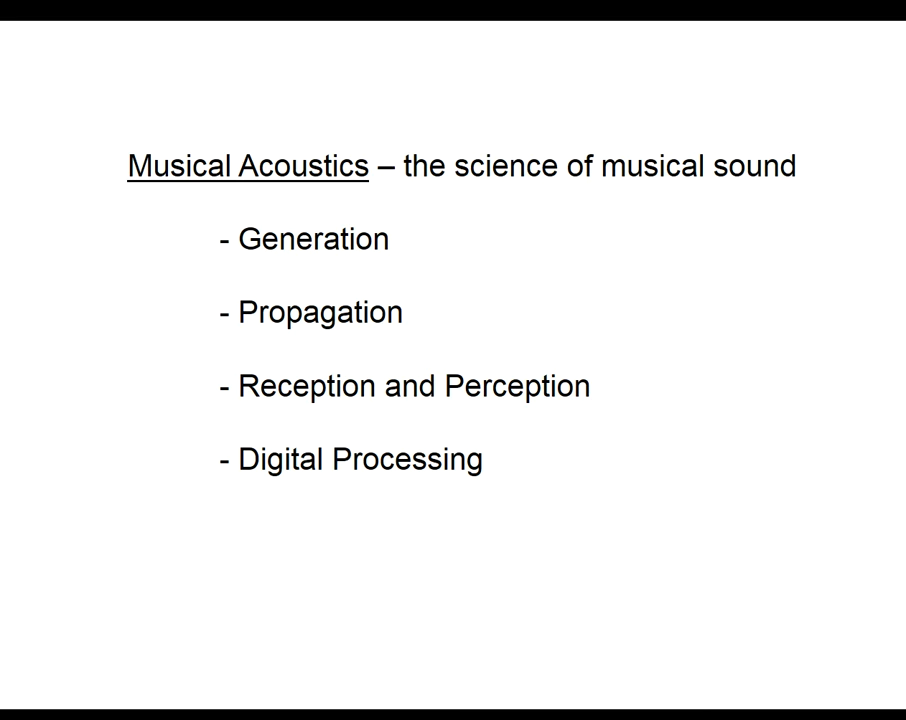 Musical Acoustics – the science of musical sound
- Generation
- Propagation
- Reception and Perception
- Digital Processing